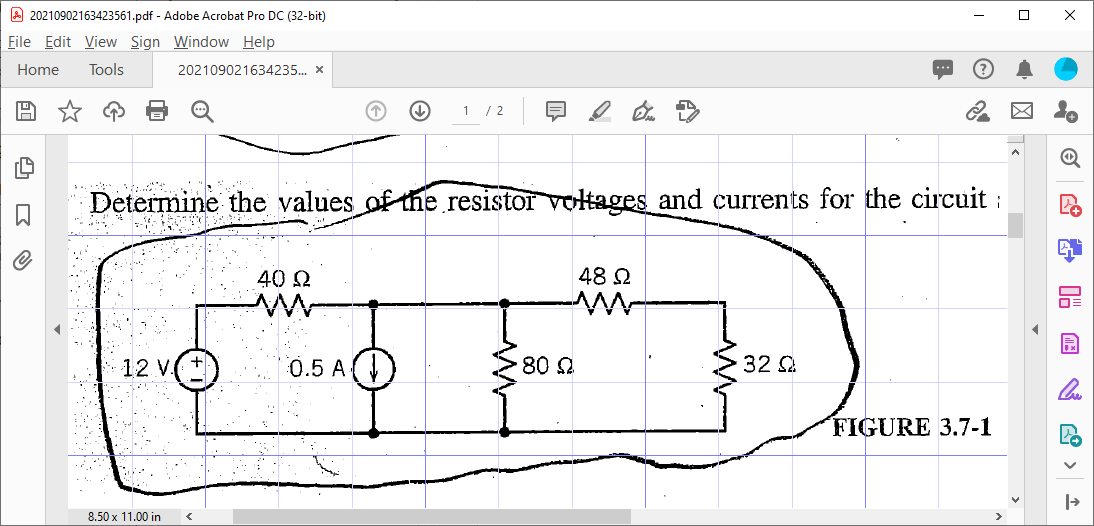 20210902163423561.pdf - Adobe Acrobat Pro DC (32-bit)
File Edit View Sign Window Help
Home Tools 202109021634235... ×
1 / 2
Determine the values of the resistor voltages and currents for the circuit
40 Ω 48 Ω
12 V 0.5 A 80 Ω 32 Ω
FIGURE 3.7-1
8.50 x 11.00 in